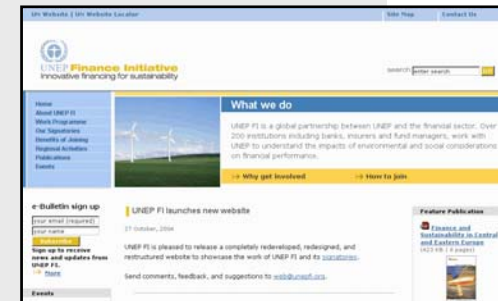 UN Website | UN Website Locator
Site Map
Contact Us
UNEP Finance Initiative
Innovative financing for sustainability
search
enter search
Home
About UNEP FI
Work Programme
Our Signatories
Benefits of Joining
Regional Activities
Publications
Events
What we do
UNEP FI is a global partnership between UNEP and the financial sector. Over
200 institutions including banks, insurers and fund managers, work with
UNEP to understand the impacts of environmental and social considerations
on financial performance.
Why get involved
How to join
e-Bulletin sign up
your email (required)
your name
Subscribe
Sign up to receive
news and updates from
UNEP FI.
More
Events
UNEP FI launches new website
27 October, 2004
UNEP FI is pleased to release a completely redeveloped, redesigned, and
restructured website to showcase the work of UNEP FI and its signatories.
Send comments, feedback, and suggestions to web@unepfi.org.
Feature Publication
Finance and
Sustainability in Central
and Eastern Europe